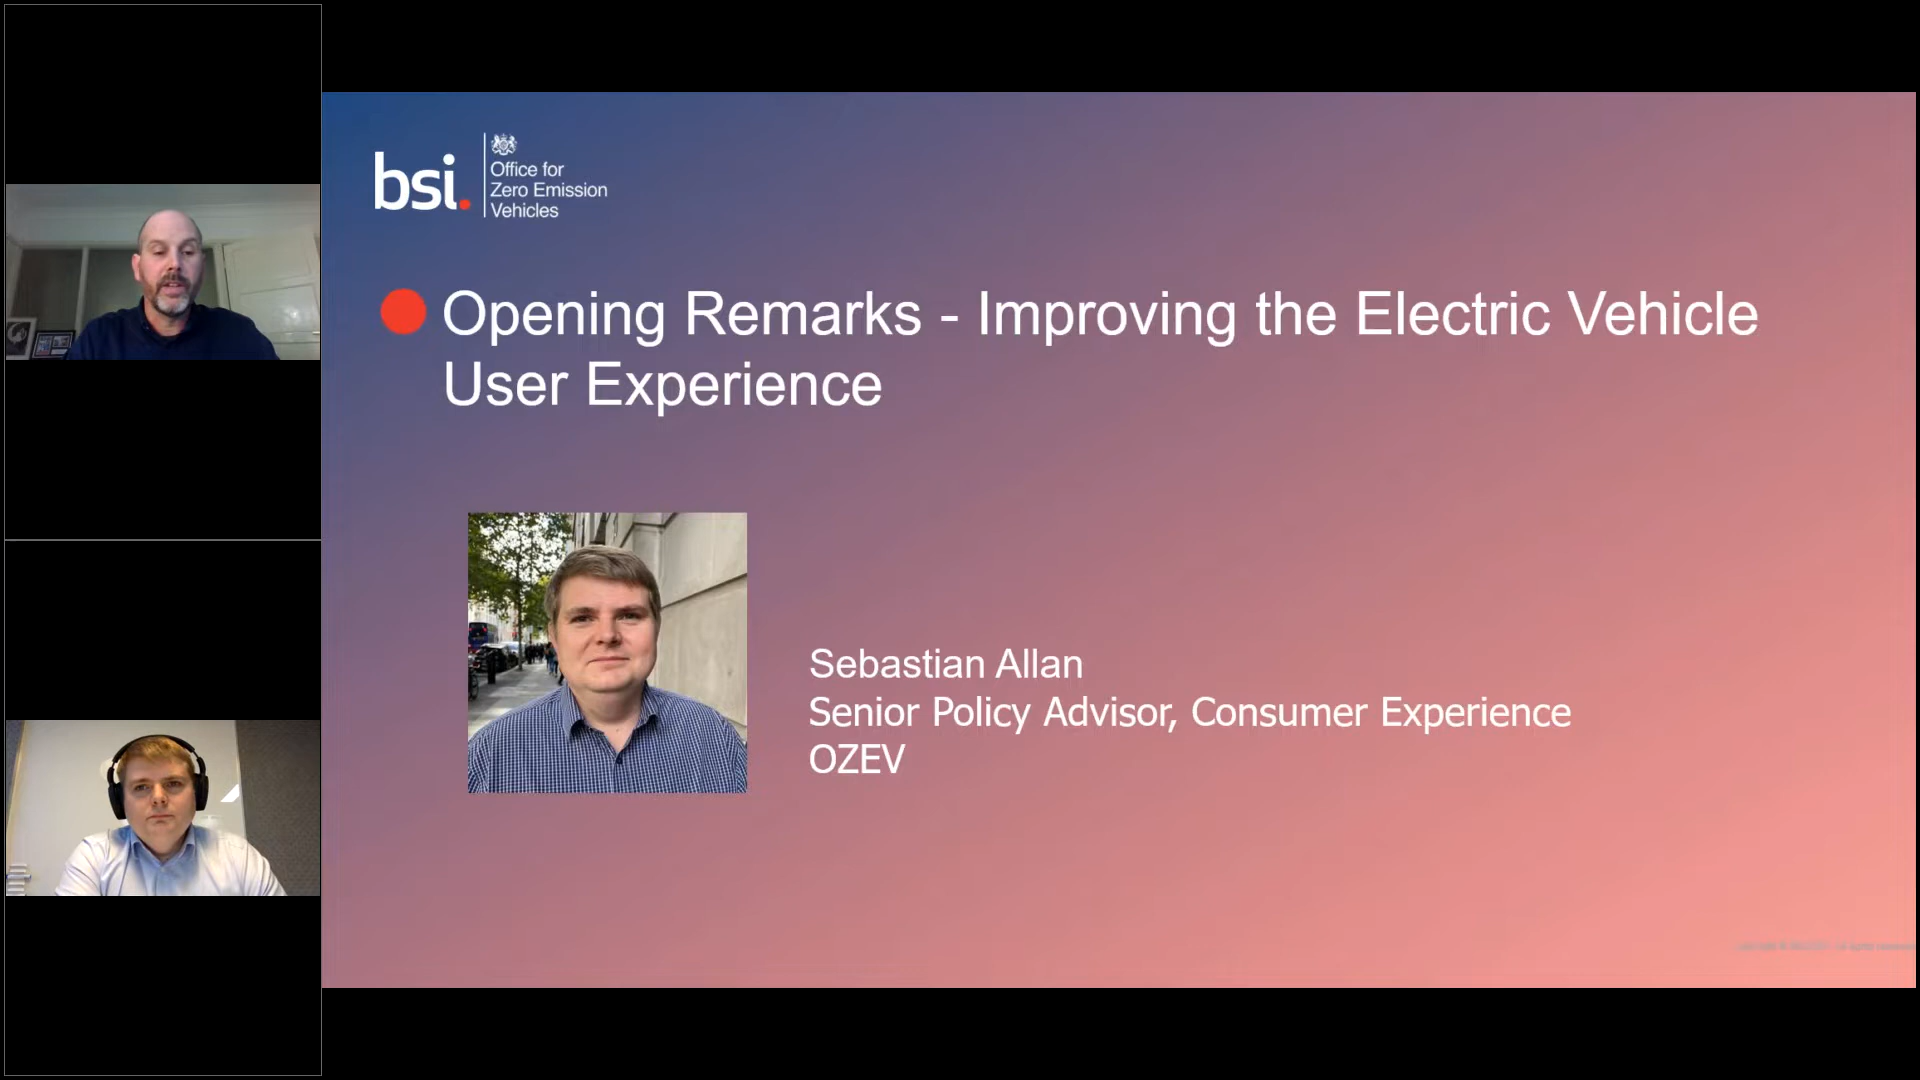 bsi.
Office for
Zero Emission
Vehicles
Opening Remarks - Improving the Electric Vehicle
User Experience
Sebastian Allan
Senior Policy Advisor, Consumer Experience
OZEV